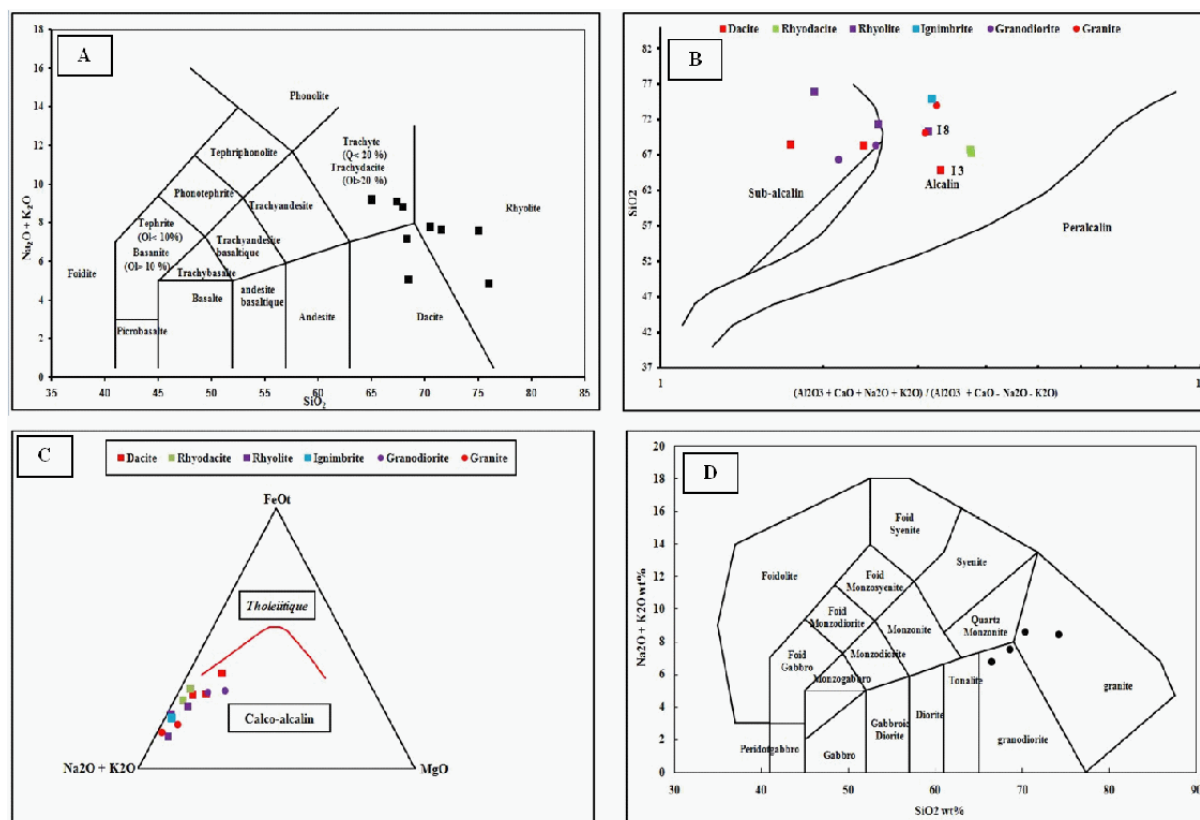 A
18
16
14
12
10
8
6
4
2
0
Na2O + K2O
Phonolite
Tephriphonolite
Trachyte
(Q< 20 %)
Trachydacite
(Ol>20 %)
Phonotephrite
Trachyandesite
Rhyolite
Tephrite
(Ol< 10%)
Basanite
(Ol> 10 %)
Trachyandesite
basaltique
Foidite
Trachybasalte
Basalte
andesite
basaltique
Andesite
Dacite
Picrobasalte
35 40 45 50 55 60 65 70 75 80 85
SiO2
B
Dacite Rhyodacite Rhyolite Ignimbrite Granodiorite Granite
82
77
72
67
62
57
52
47
42
37
SiO2
I8
I3
Sub-alcalin
Alcalin
Peralcalin
1 1
(Al2O3 + CaO + Na2O + K2O) / (Al2O3 + CaO - Na2O - K2O)
C
Dacite Rhyodacite Rhyolite Ignimbrite Granodiorite Granite
FeOt
Tholeiitique
Calco-alcalin
Na2O + K2O
MgO
D
20
18
16
14
12
10
8
6
4
2
0
Na2O + K2O wt%
Foid
Syenite
Foidolite
Syenite
Foid
Monzosyenite
Foid
Monzodiorite
Monzonite
Quartz
Monzonite
Foid
Gabbro
Monzodiorite
Monzogabbro
Tonalite
granite
Gabbroic
Diorite
Diorite
granodiorite
Peridotgabbro
Gabbro
30 40 50 60 70 80 90
SiO2 wt%